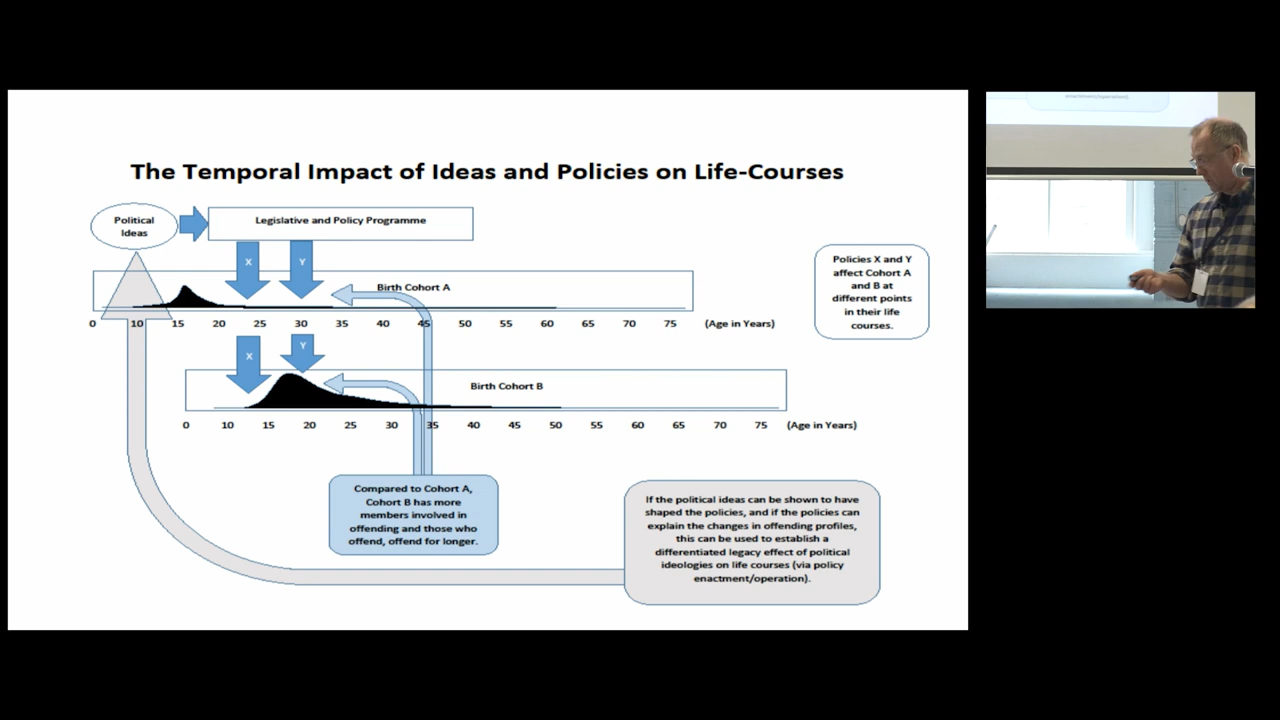 The Temporal Impact of Ideas and Policies on Life-Courses
Political
Ideas
Legislative and Policy Programme
X
Y
Birth Cohort A
0 10 15 20 25 30 35 40 45 50 55 60 65 70 75 (Age in Years)
Policies X and Y
affect Cohort A
and B at
different points
in their life
courses.
X
Y
Birth Cohort B
0 10 15 20 25 30 35 40 45 50 55 60 65 70 75 (Age in Years)
Compared to Cohort A,
Cohort B has more
members involved in
offending and those who
offend, offend for longer.
If the political ideas can be shown to have
shaped the policies, and if the policies can
explain the changes in offending profiles,
this can be used to establish a
differentiated legacy effect of political
ideologies on life courses (via policy
enactment/operation).